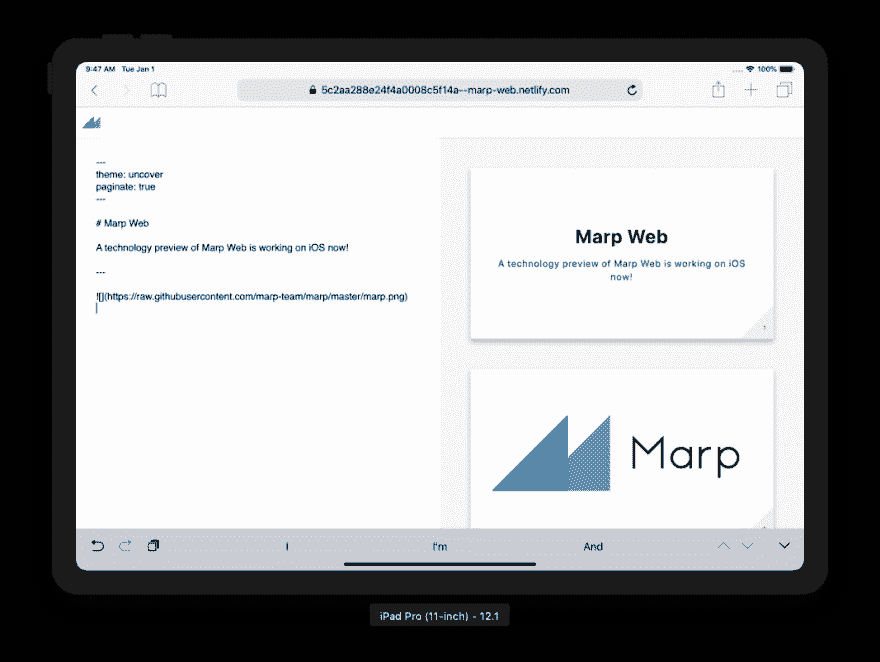 9:47 AM Tue Jan 1
100%
5c2aa288e24f4a0008c5f14a--marp-web.netlify.com
---
theme: uncover
paginate: true
---
# Marp Web
A technology preview of Marp Web is working on iOS now!
---
![](https://raw.githubusercontent.com/marp-team/marp/master/marp.png)
Marp Web
A technology preview of Marp Web is working on iOS
now!
1
Marp
I
I'm
And
iPad Pro (11-inch) - 12.1